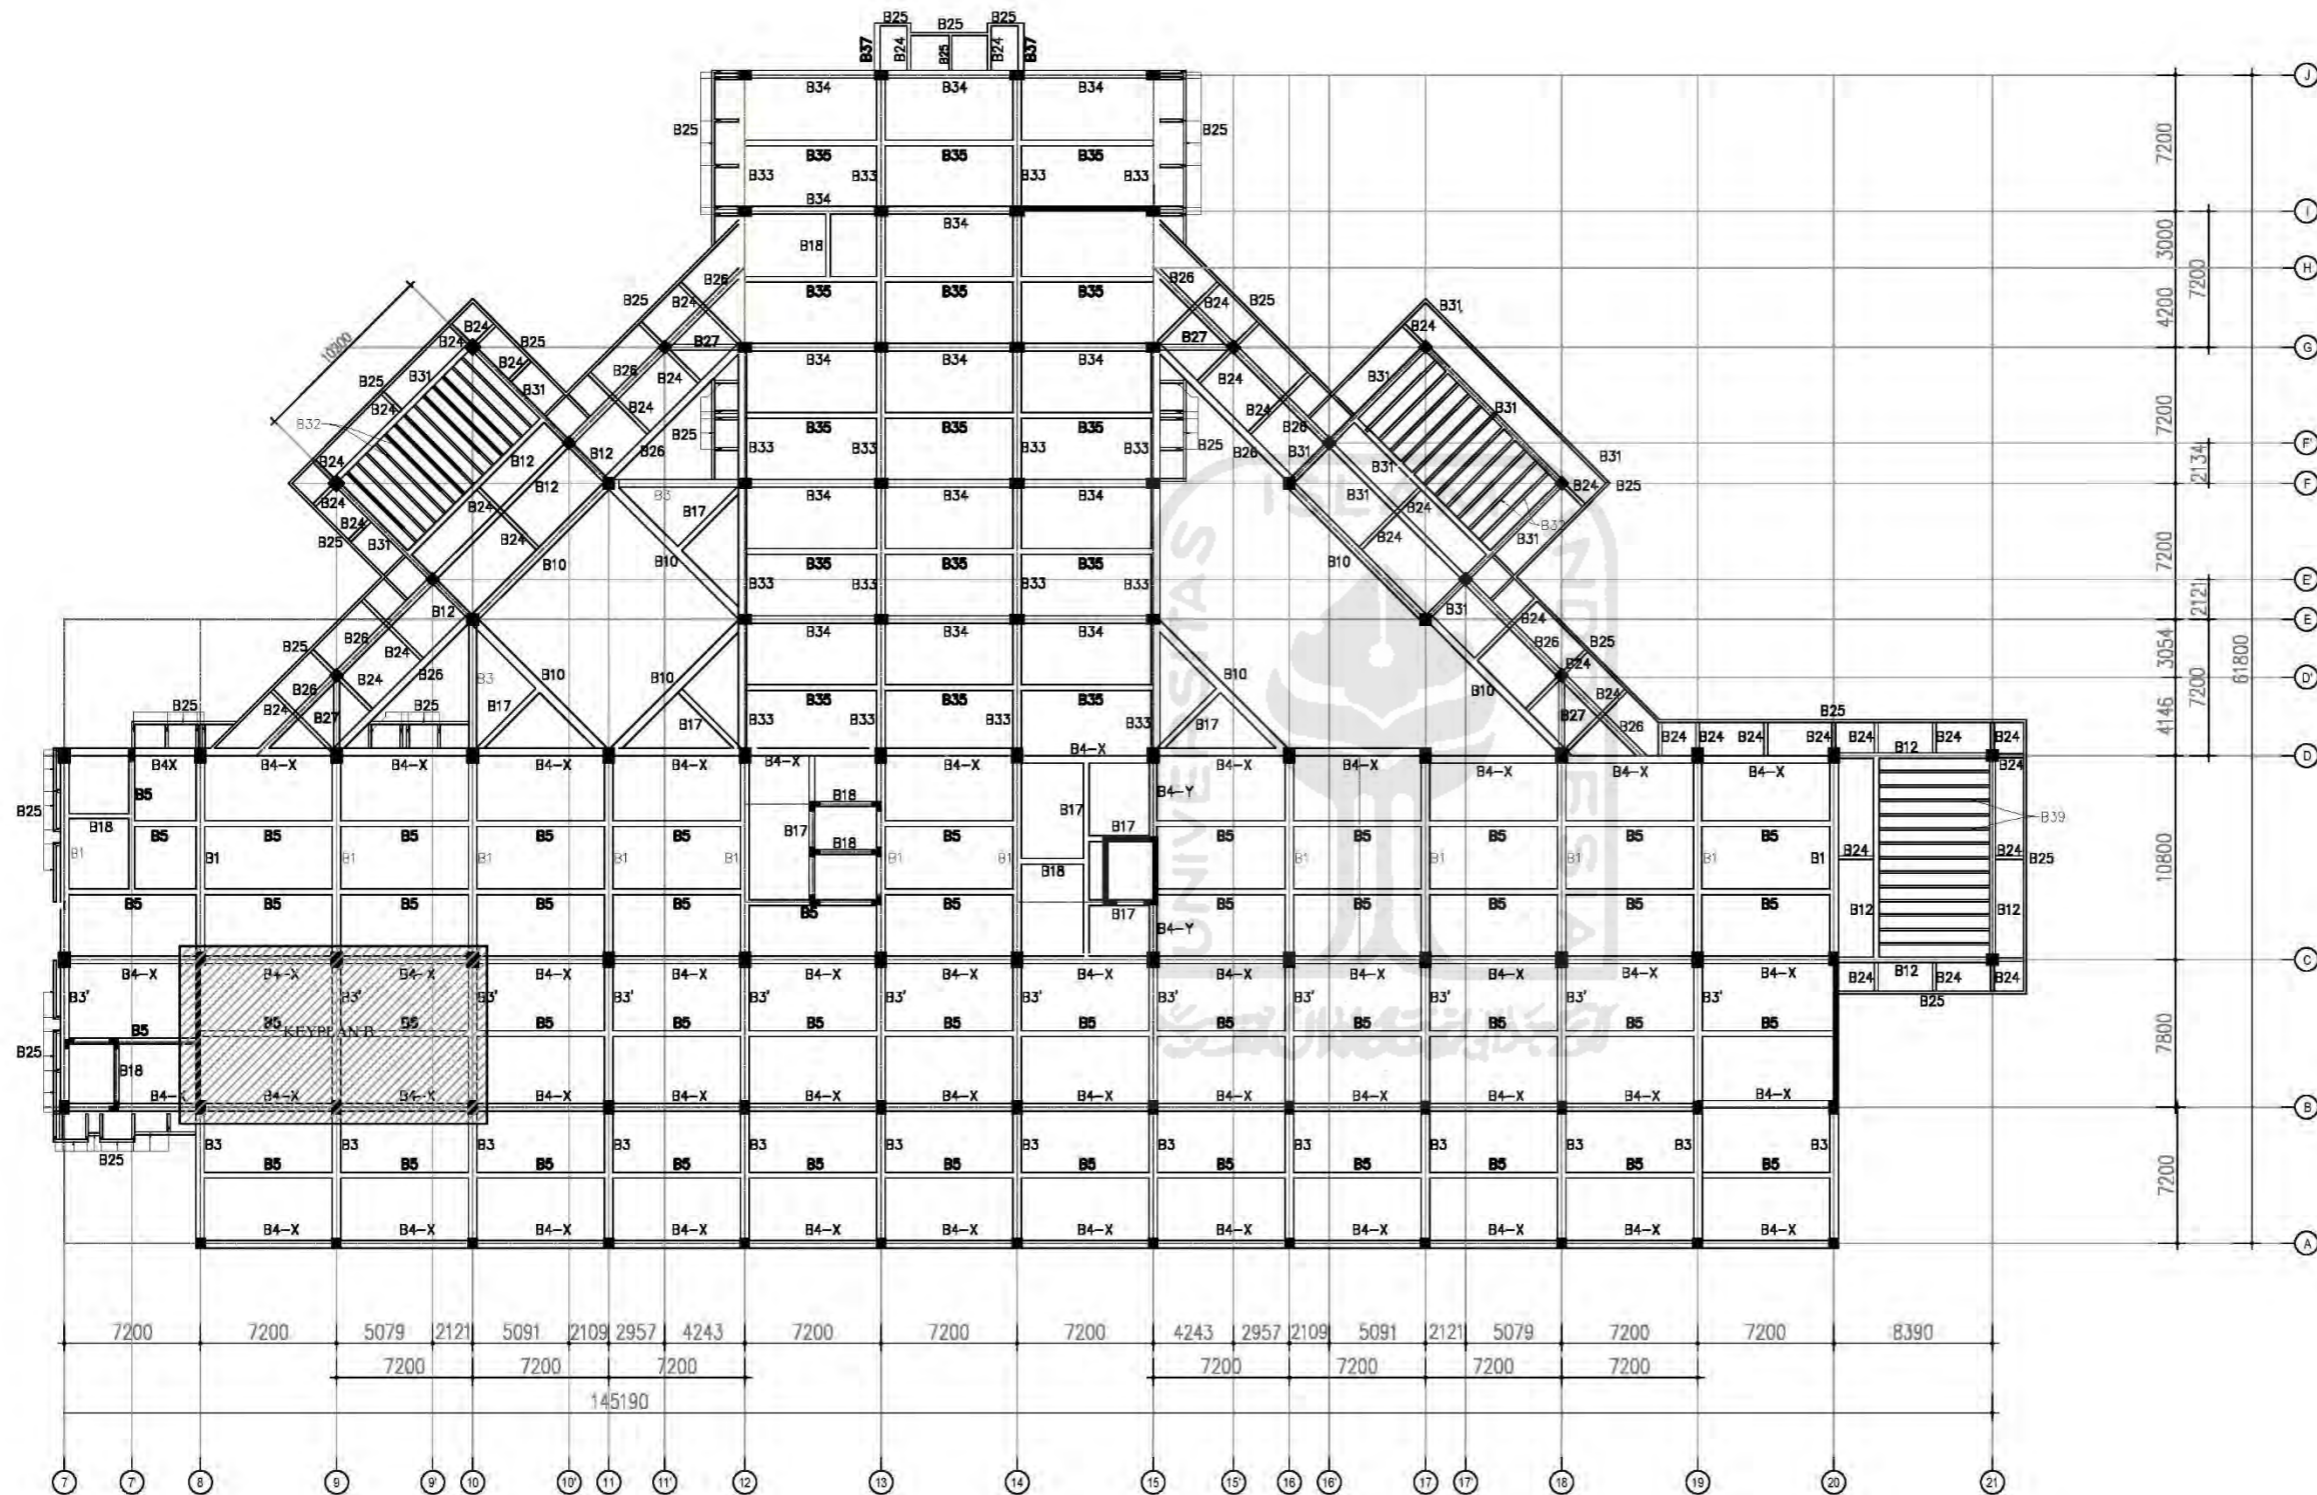 B25 B25 B25
B37 B24 B25 B24 B37
J
B34 B34 B34
B25 B25
7200
B35 B35 B35
B33 B33 B33 B33
B34
I
B34
B18
3000
B26 B26
H
B25 B24 B35 B35 B35 B24 B25
7200
4200
B31
B24 B24
10200 B24 B25 B27 B27
G
B24 B34 B34 B34
B25 B31 B26 B24 B24 B31
B31
B24 B24 B24 B31
7200
B32 B25 B33 B35 B33 B35 B33 B35 B33 B25 B26
F'
B12 B26 B26 B31 B31
B24 B12 B31
2134
B12 B24 B25
F
B3 B34 B34 B34 B31
B24 B24 B17 B24
B24 B32
B25 B31 B24 B24 B31
B10 B10 B35 B35 B35 B10
7200
B33 B33 B33 B33
E'
B12 B31
2121
B24
E
B26 B34 B34 B34 B26 B25
B25 B24 B24
3054
61800
B26 B3 B10 B10 B10
D'
B24
B26 B24
7200
B25 B24 B25 B35 B35 B35 B25
B27 B17 B17 B33 B33 B33 B33 B17 B10 B27 B26
4146
B24 B24 B24 B24 B24 B24
B4-X B12
D
B4X B4-X B4-X B4-X B4-X B4-X B4-X B4-X B4-X B4-X B4-X B4-X B24
B5 B18 B4-Y
B25 B17 B39
B18 B5 B5 B5 B5 B5 B17 B18 B5 B17 B5 B5 B5 B5 B5
B1 B1 B1 B1 B1 B1 B1 B1 B1 B1 B1 B1 B1 B24 B24 B25
B18
10800
B5 B5 B5 B5 B5 B5 B5 B17 B5 B5 B5 B5 B5 B12 B12
B4-Y
C
B4-X B4-X B4-X B4-X B4-X B4-X B4-X B4-X B4-X B4-X B4-X B4-X B4-X B24 B12 B24 B24
B3' B3' B3' B3' B3' B3' B3' B3' B3' B3' B3' B3' B25
B5 B5 B5 B5 B5 B5 B5 B5 B5 B5 B5 B5 B5
KEYPLAN B
B25
7800
B18
B4-X B4-X B4-X B4-X B4-X B4-X B4-X B4-X B4-X B4-X B4-X B4-X B4-X
B
B3 B3 B3 B3 B3 B3 B3 B3 B3 B3 B3 B3 B3
B25 B5 B5 B5 B5 B5 B5 B5 B5 B5 B5 B5 B5
7200
B4-X B4-X B4-X B4-X B4-X B4-X B4-X B4-X B4-X B4-X B4-X B4-X
A
UNIVERSITAS ISLAM INDONESIA
7200 7200 5079 2121 5091 2109 2957 4243 7200 7200 7200 4243 2957 2109 5091 2121 5079 7200 7200 8390
7200 7200 7200 7200 7200 7200 7200
145190
7 7' 8 9 9' 10 10' 11 11' 12 13 14 15 15' 16 16' 17 17' 18 19 20 21